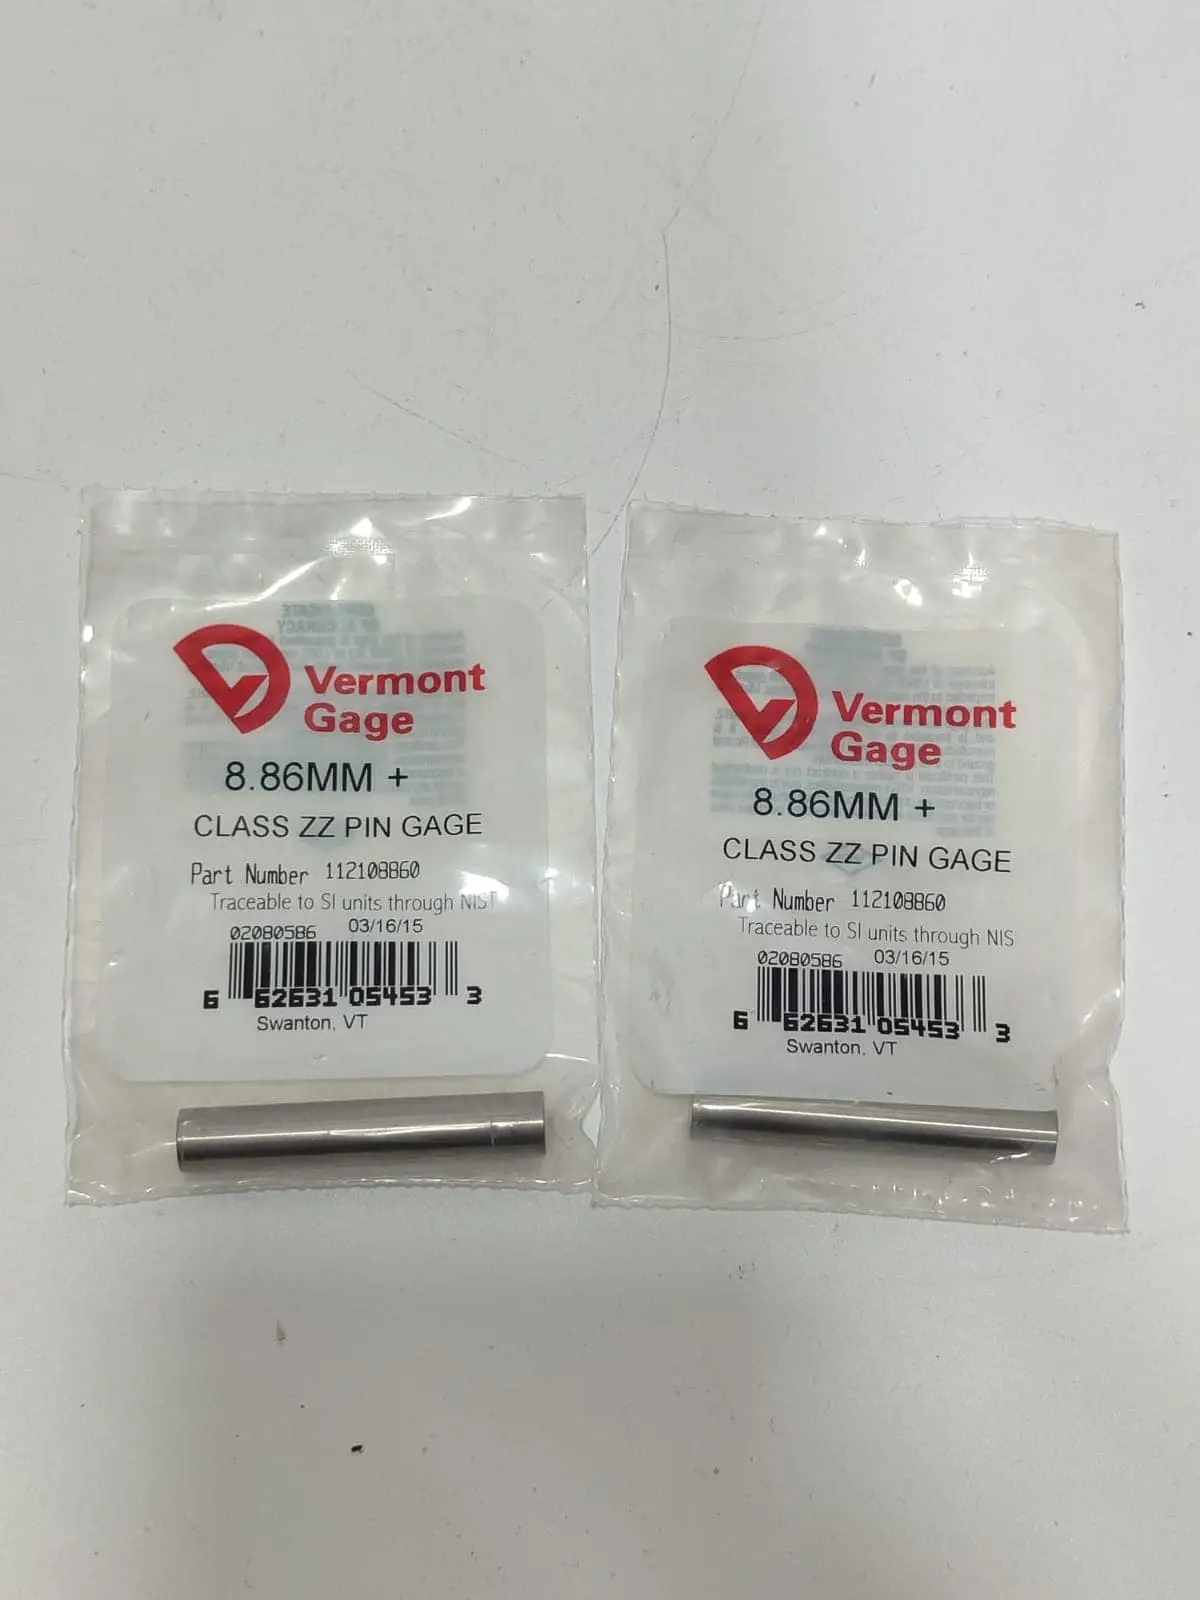 Vermont
Gage
8.86MM +
CLASS ZZ PIN GAGE
Part Number 112108860
Traceable to SI units through NIST
02080586 03/16/15
6 62631 05453 3
Swanton, VT
Vermont
Gage
8.86MM +
CLASS ZZ PIN GAGE
Part Number 112108860
Traceable to SI units through NIS
02080586 03/16/15
6 62631 05453 3
Swanton, VT